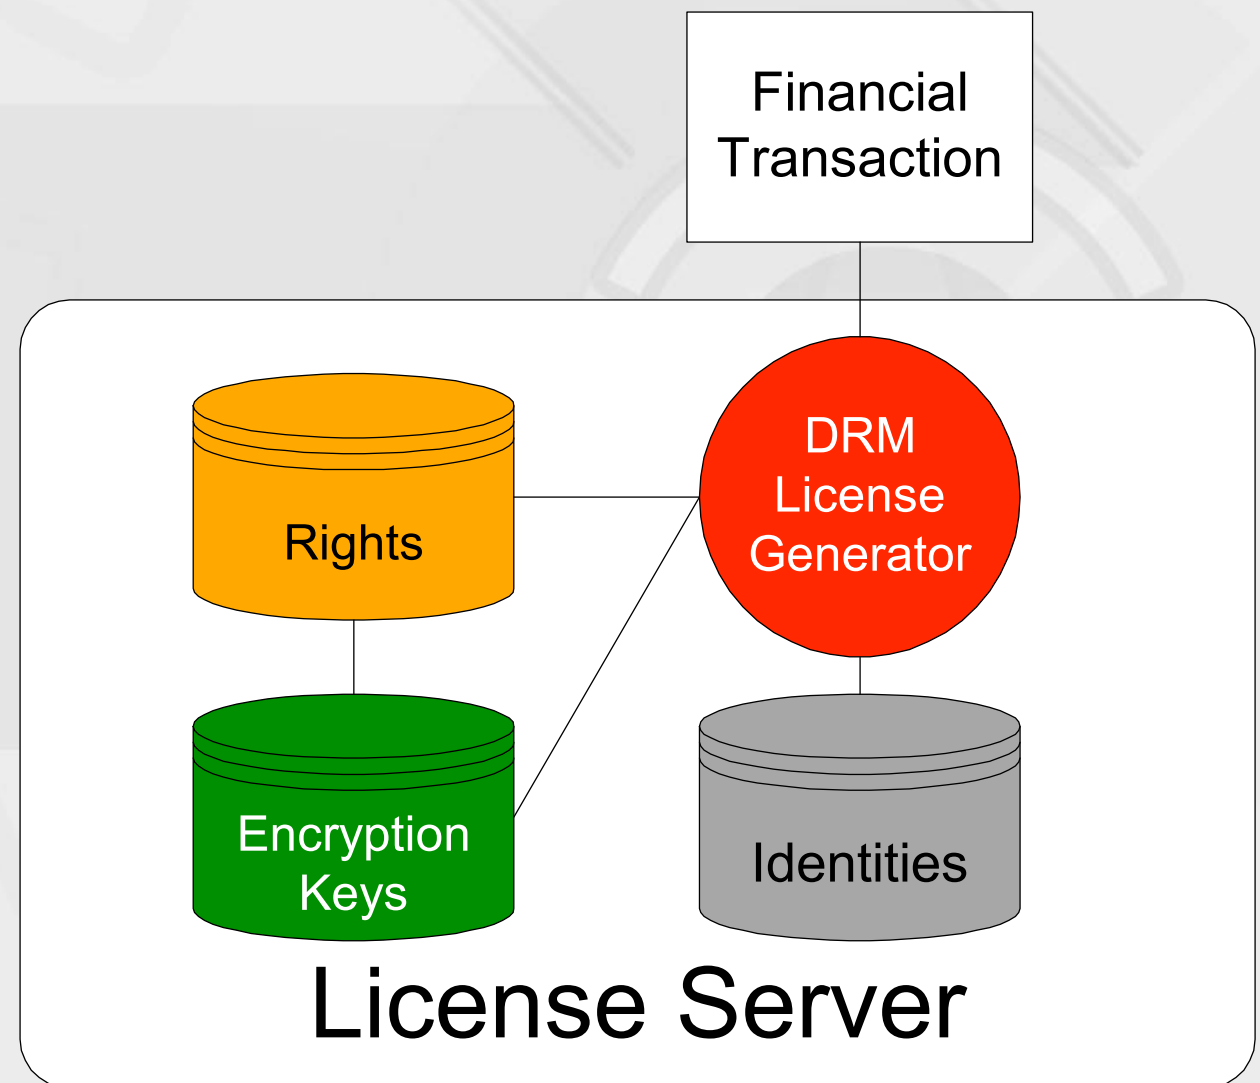 Financial
Transaction
DRM
License
Generator
Rights
Encryption
Keys
Identities
License Server